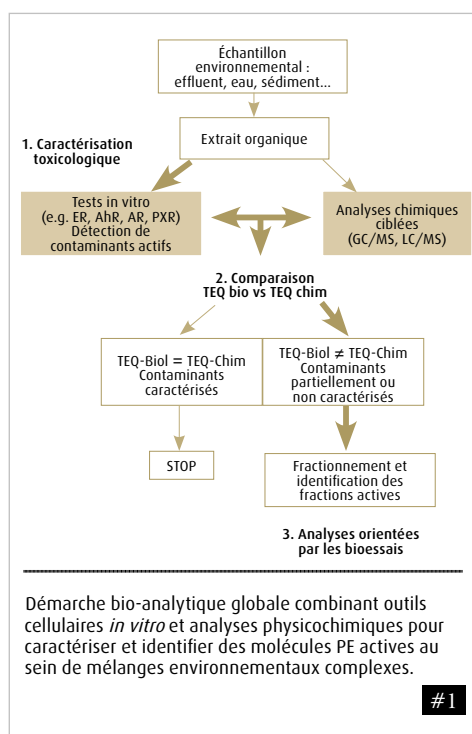 Échantillon
environnemental :
effluent, eau, sédiment...
Extrait organique
1. Caractérisation
toxicologique
Tests in vitro
(e.g. ER, AhR, AR, PXR)
Détection de
contaminants actifs
Analyses chimiques
ciblées
(GC/MS, LC/MS)
2. Comparaison
TEQ bio vs TEQ chim
TEQ-Biol = TEQ-Chim
Contaminants
caractérisés
TEQ-Biol ≠ TEQ-Chim
Contaminants
partiellement ou
non caractérisés
STOP
Fractionnement et
identification des
fractions actives
3. Analyses orientées
par les bioessais
Démarche bio-analytique globale combinant outils
cellulaires in vitro et analyses physicochimiques pour
caractériser et identifier des molécules PE actives au
sein de mélanges environnementaux complexes.
#1